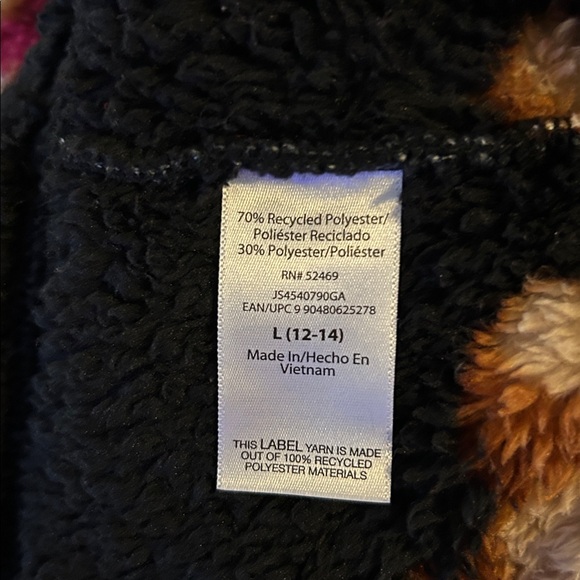 70% Recycled Polyester/
Poliéster Reciclado
30% Polyester/Poliéster
RN# 52469
JS4540790GA
EAN/UPC 9 90480625278
L (12-14)
Made In/Hecho En
Vietnam
THIS LABEL YARN IS MADE
OUT OF 100% RECYCLED
POLYESTER MATERIALS